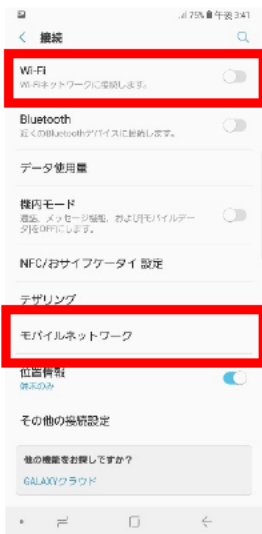 75% 午後3:41
接続
Wi-Fi
Wi-Fiネットワークに接続します。
Bluetooth
近くのBluetoothデバイスに接続します。
データ使用量
機内モード
通話、メッセージ機能、およびモバイルデー
タをOFFにします。
NFC/おサイフケータイ 設定
テザリング
モバイルネットワーク
位置情報
端末のみ
その他の接続設定
他の機能をお探しですか?
GALAXYクラウド